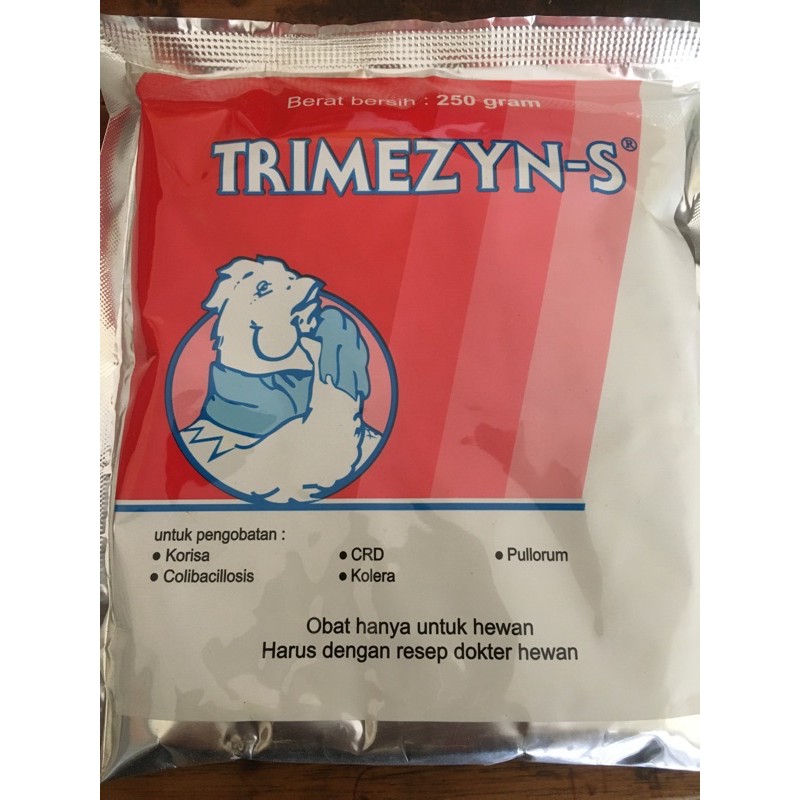 Berat bersih : 250 gram
TRIMEZYN-S®
untuk pengobatan :
● Korisa ● CRD ● Pullorum
● Colibacillosis ● Kolera
Obat hanya untuk hewan
Harus dengan resep dokter hewan